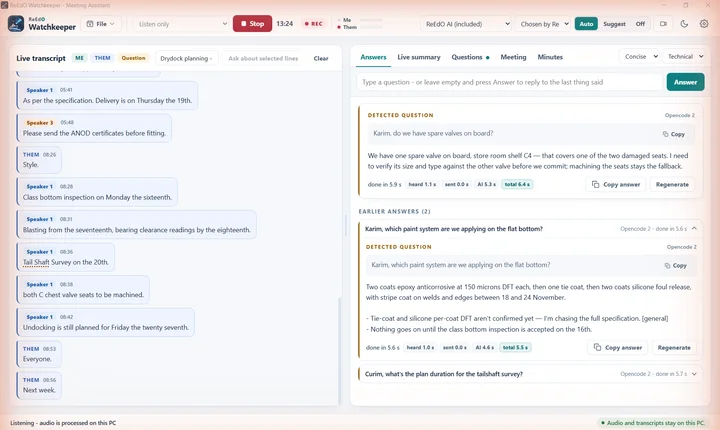 ReEdO
Watchkeeper - Meeting Assistant
ReEdO
Watchkeeper
File
Listen only
Stop
13:24
REC
Me
Them
ReEdO AI (included)
Chosen by Re
Auto
Suggest
Off
Live transcript
ME
THEM
Question
Drydock planning -
Ask about selected lines
Clear
Speaker 1 05:41
As per the specification. Delivery is on Thursday the 19th.
Speaker 3 05:48
Please send the ANOD certificates before fitting.
THEM 08:26
Style.
Speaker 1 08:28
Class bottom inspection on Monday the sixteenth.
Speaker 1 08:31
Blasting from the seventeenth, bearing clearance readings by the eighteenth.
Speaker 1 08:36
Tail Shaft Survey on the 20th.
Speaker 1 08:38
both C chest valve seats to be machined.
Speaker 1 08:42
Undocking is still planned for Friday the twenty seventh.
THEM 08:53
Everyone.
THEM 08:56
Next week.
Answers
Live summary
Questions
Meeting
Minutes
Concise
Technical
Type a question - or leave empty and press Answer to reply to the last thing said
Answer
DETECTED QUESTION
Opencode 2
Karim, do we have spare valves on board?
Copy
We have one spare valve on board, store room shelf C4 — that covers one of the two damaged seats. I need
to verify its size and type against the other valve before we commit; machining the seats stays the fallback.
done in 5.9 s heard 1.1 s sent 0.0 s AI 5.3 s total 6.4 s
Copy answer
Regenerate
EARLIER ANSWERS (2)
Karim, which paint system are we applying on the flat bottom?
Opencode 2 - done in 5.6 s
DETECTED QUESTION
Opencode 2
Karim, which paint system are we applying on the flat bottom?
Copy
Two coats epoxy anticorrosive at 150 microns DFT each, then one tie coat, then two coats silicone foul release,
with stripe coat on welds and edges between 18 and 24 November.
- Tie-coat and silicone per-coat DFT aren't confirmed yet — I'm chasing the full specification. [general]
- Nothing goes on until the class bottom inspection is accepted on the 16th.
done in 5.6 s heard 1.0 s sent 0.0 s AI 4.6 s total 5.5 s
Copy answer
Regenerate
Curim, what's the plan duration for the tailshaft survey?
Opencode 2 - done in 5.7 s
Listening - audio is processed on this PC
Audio and transcripts stay on this PC.